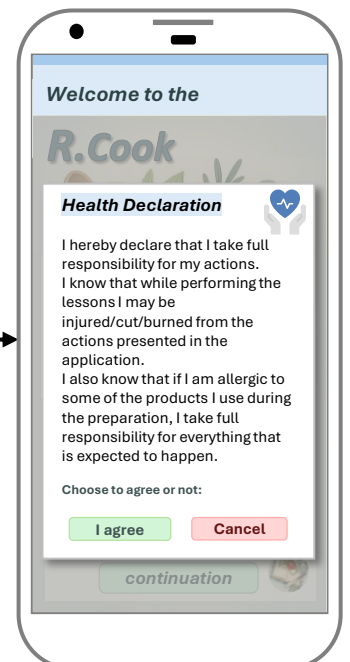 Welcome to the
R.Cook
Health Declaration
I hereby declare that I take full
responsibility for my actions.
I know that while performing the
lessons I may be
injured/cut/burned from the
actions presented in the
application.
I also know that if I am allergic to
some of the products I use during
the preparation, I take full
responsibility for everything that
is expected to happen.
Choose to agree or not:
I agree
Cancel
continuation